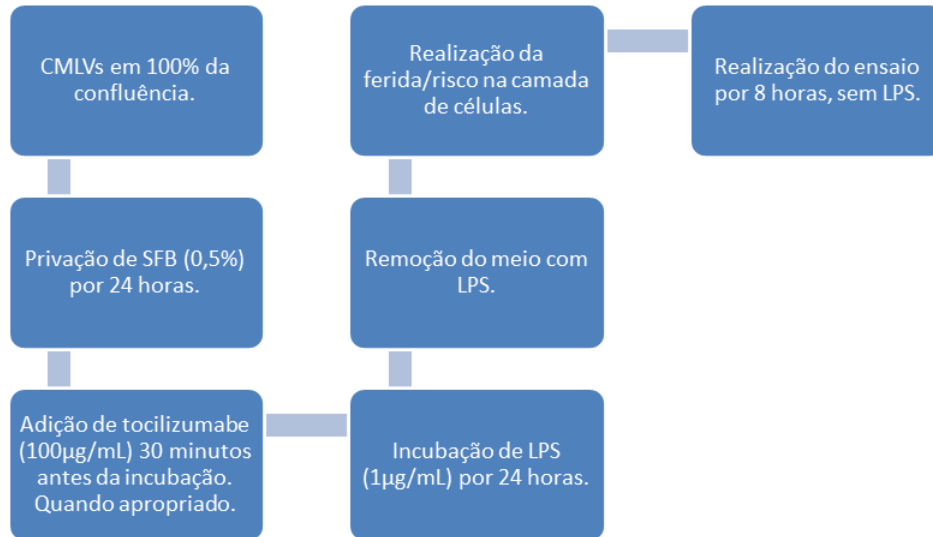 CMLVs em 100% da
confluência.
Privação de SFB (0,5%)
por 24 horas.
Adição de tocilizumabe
(100µg/mL) 30 minutos
antes da incubação.
Quando apropriado.
Incubação de LPS
(1µg/mL) por 24 horas.
Remoção do meio com
LPS.
Realização da
ferida/risco na camada
de células.
Realização do ensaio
por 8 horas, sem LPS.